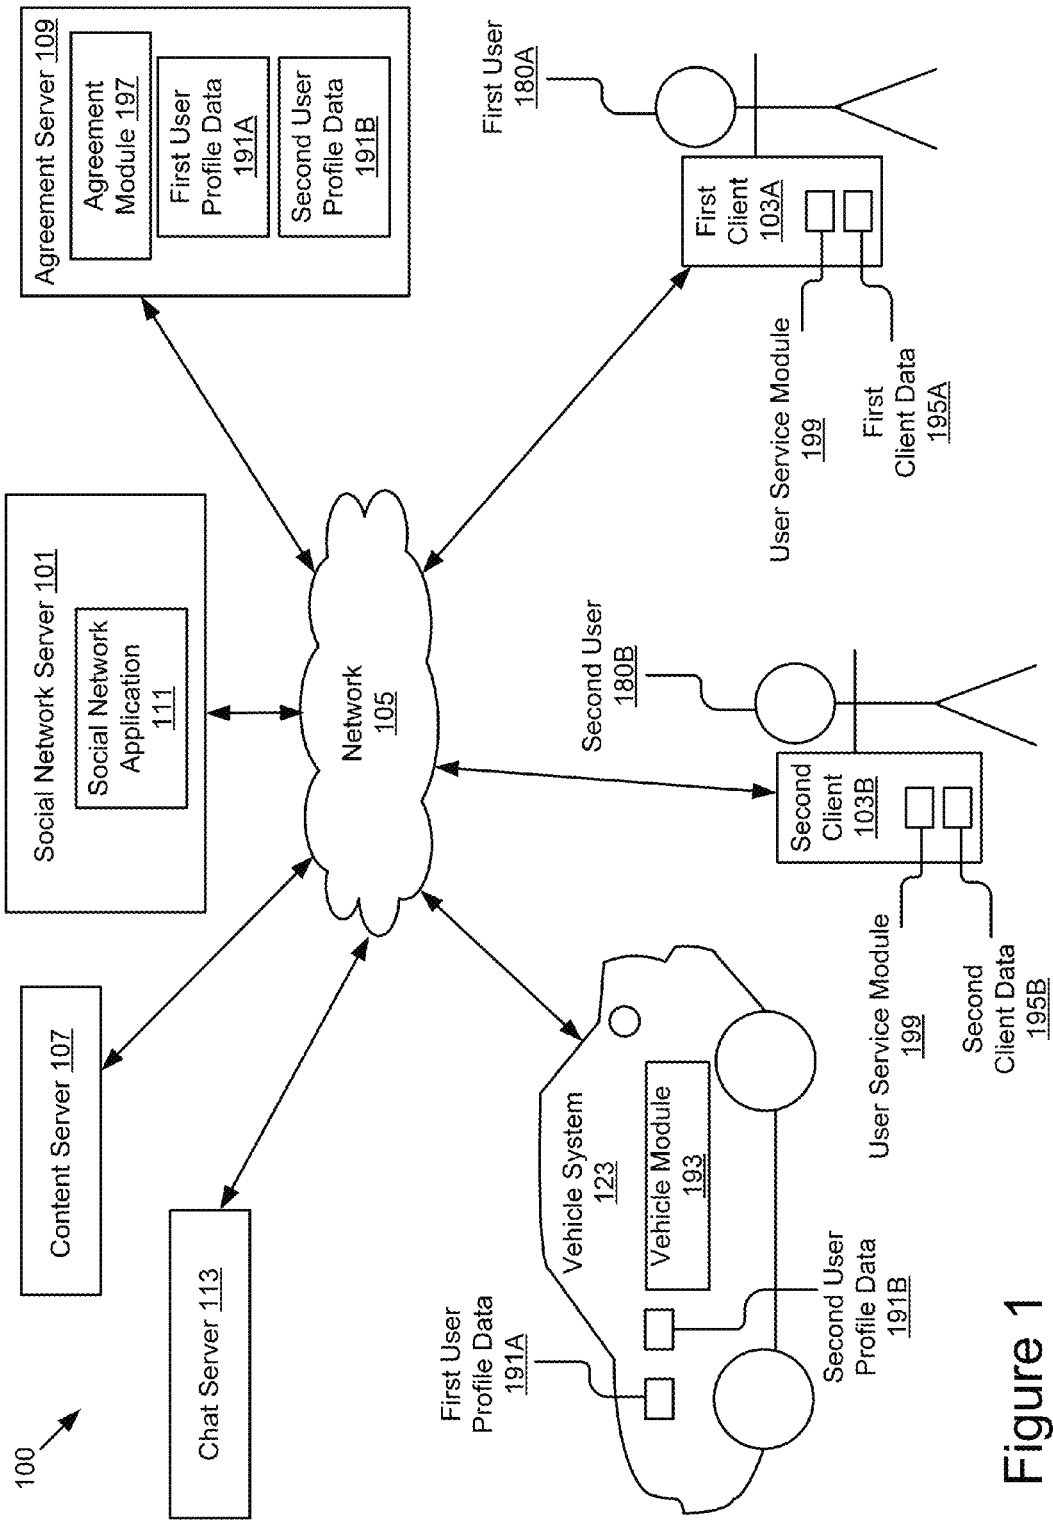 100
Chat Server 113
Content Server 107
Social Network Server 101
Social Network
Application
111
Agreement Server 109
Agreement
Module 197
First User
Profile Data
191A
Second User
Profile Data
191B
Network
105
First User
Profile Data
191A
Vehicle System
123
Vehicle Module
193
Second User
Profile Data
191B
Second User
180B
Second
Client
103B
User Service Module
199
Second
Client Data
195B
First User
180A
First
Client
103A
User Service Module
199
First
Client Data
195A
Figure 1